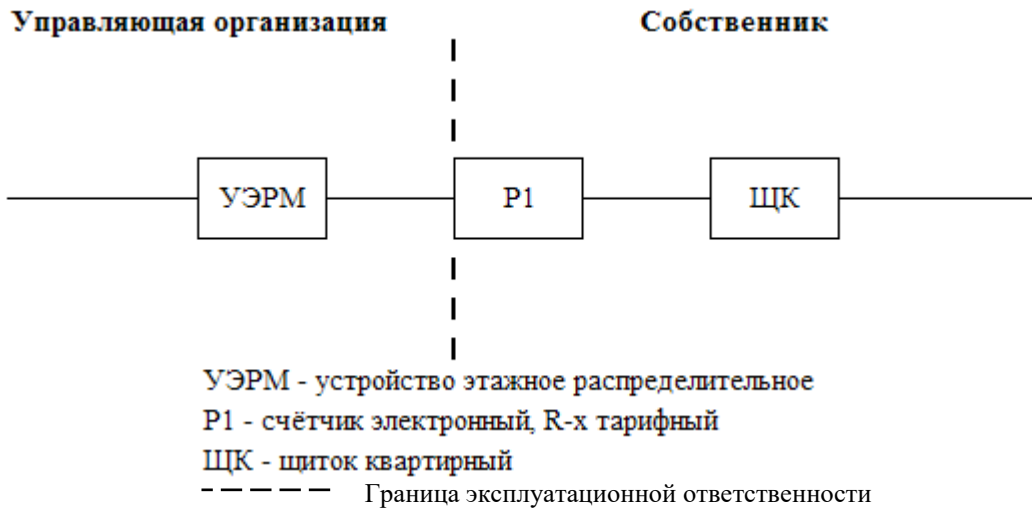 Управляющая организация
Собственник
УЭРМ
Р1
ЩК
УЭРМ - устройство этажное распределительное
Р1 - счётчик электронный, R-х тарифный
ЩК - щиток квартирный
Граница эксплуатационной ответственности